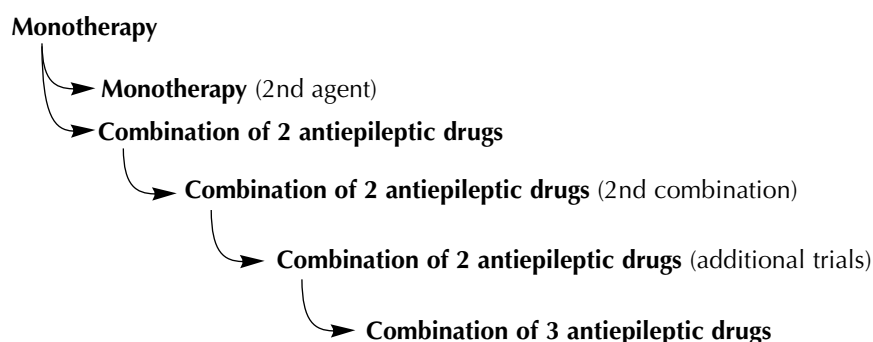 Monotherapy
Monotherapy (2nd agent)
Combination of 2 antiepileptic drugs
Combination of 2 antiepileptic drugs (2nd combination)
Combination of 2 antiepileptic drugs (additional trials)
Combination of 3 antiepileptic drugs